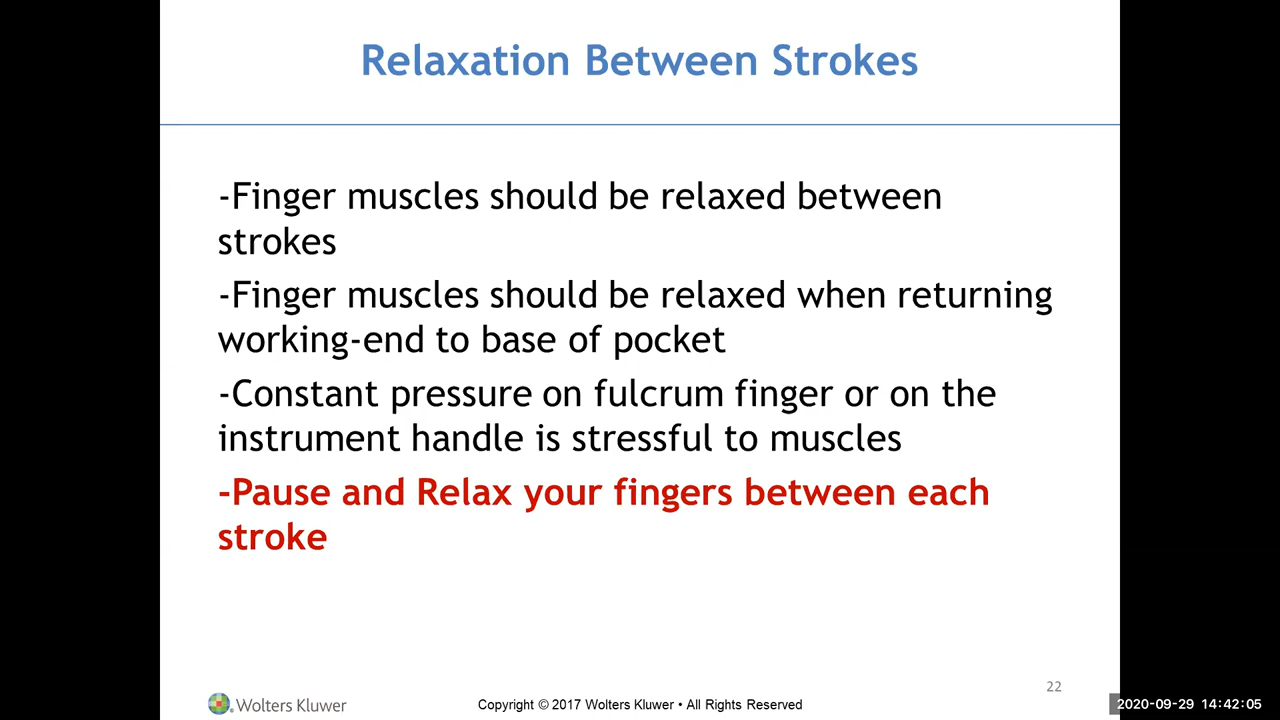 Relaxation Between Strokes
-Finger muscles should be relaxed between
strokes
-Finger muscles should be relaxed when returning
working-end to base of pocket
-Constant pressure on fulcrum finger or on the
instrument handle is stressful to muscles
-Pause and Relax your fingers between each
stroke
22
Wolters Kluwer
Copyright © 2017 Wolters Kluwer • All Rights Reserved
2020-09-29 14:42:05